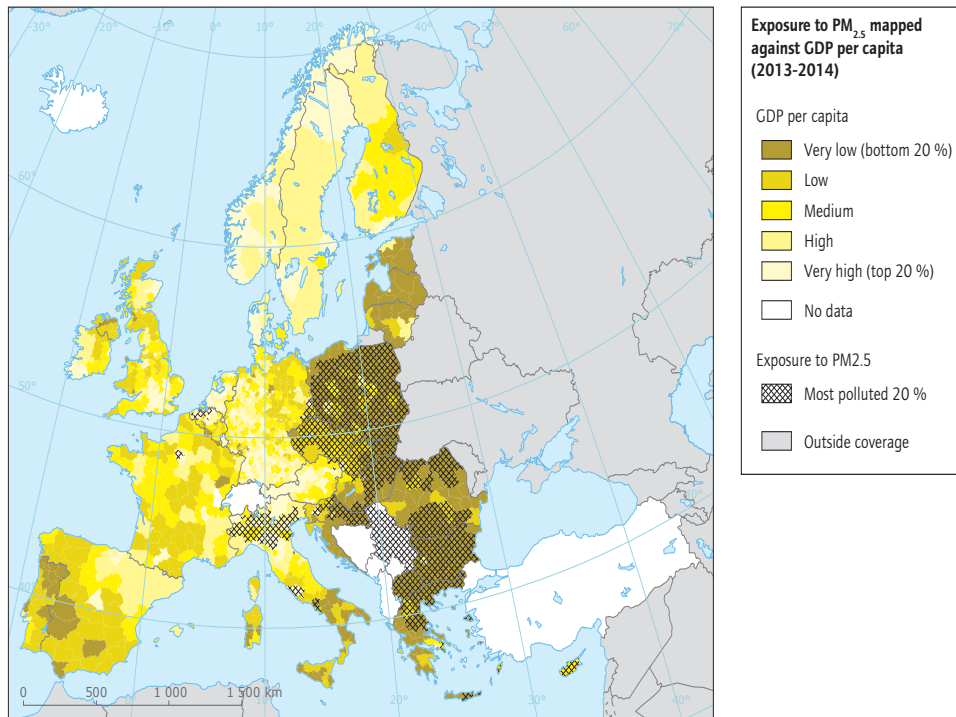 -30°
-20°
-10°
0°
10°
20°
30°
40°
50°
60°
70°
60°
50°
40°
40°
0 500 1 000 1 500 km
0°
10°
20°
30°
40°
Exposure to PM2.5 mapped
against GDP per capita
(2013-2014)
GDP per capita
Very low (bottom 20 %)
Low
Medium
High
Very high (top 20 %)
No data
Exposure to PM2.5
Most polluted 20 %
Outside coverage